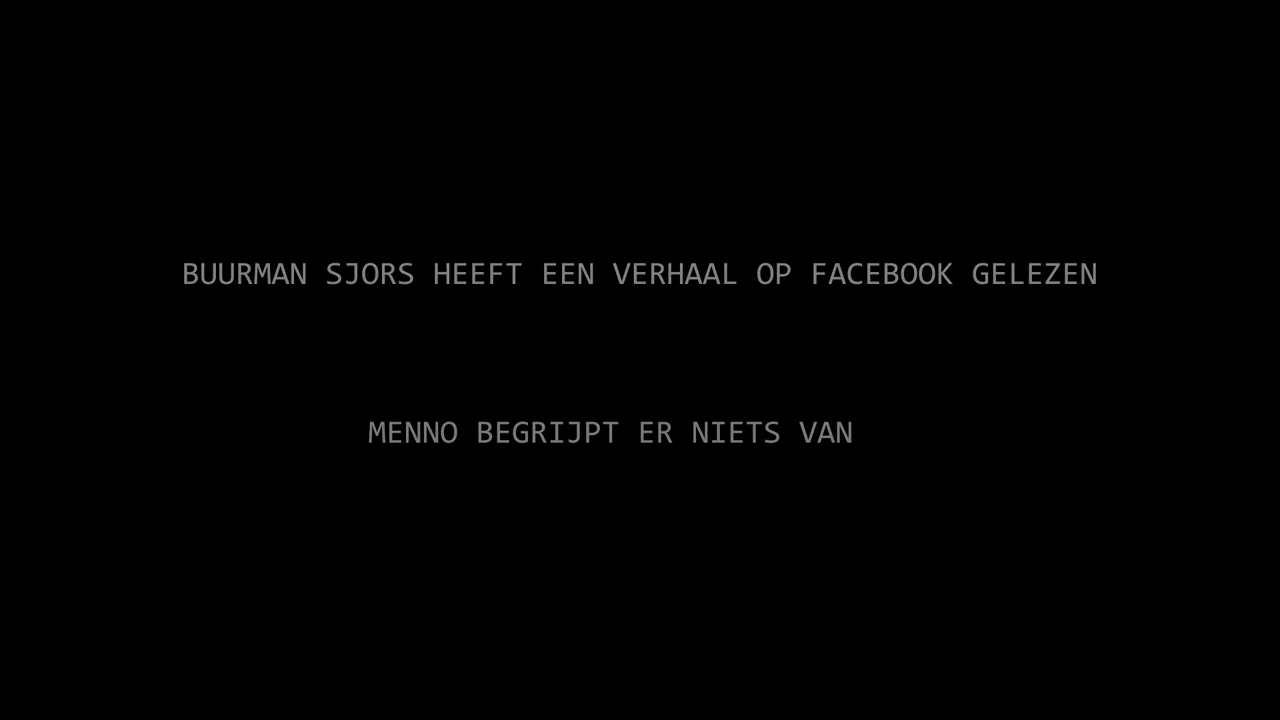 BUURMAN SJORS HEEFT EEN VERHAAL OP FACEBOOK GELEZEN
MENNO BEGRIJPT ER NIETS VAN